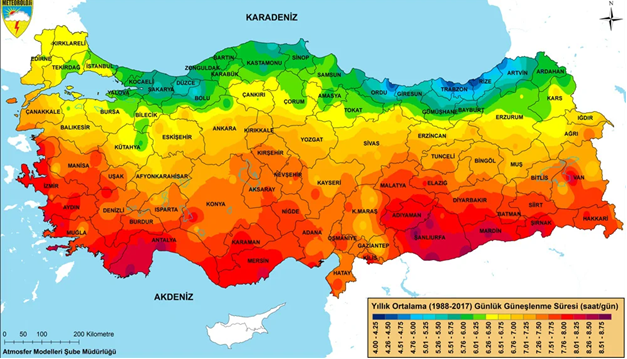 METEOROLOJİ
KARADENİZ
N
KIRKLARELİ
EDİRNE
TEKİRDAĞ
İSTANBUL
KOCAELİ
YALOVA
SAKARYA
DÜZCE
BOLU
ZONGULDAK
BARTIN
KARABÜK
KASTAMONU
SİNOP
SAMSUN
ORDU
GİRESUN
TRABZON
RİZE
ARTVİN
ARDAHAN
KARS
ÇANAKKALE
BALIKESİR
BURSA
BİLECİK
ESKİŞEHİR
ÇANKIRI
ÇORUM
AMASYA
TOKAT
GÜMÜŞHANE
BAYBURT
ERZURUM
IĞDIR
AĞRI
KÜTAHYA
ANKARA
KIRIKKALE
YOZGAT
SİVAS
ERZİNCAN
TUNCELİ
BİNGÖL
MUŞ
BİTLİS
VAN
MANİSA
UŞAK
AFYONKARAHİSAR
KIRŞEHİR
NEVŞEHİR
KAYSERİ
MALATYA
ELAZIĞ
DİYARBAKIR
İZMİR
AYDIN
DENİZLİ
ISPARTA
BURDUR
KONYA
AKSARAY
NİĞDE
K.MARAŞ
ADIYAMAN
BATMAN
SİİRT
ŞIRNAK
HAKKARİ
MUĞLA
ANTALYA
KARAMAN
MERSİN
ADANA
OSMANİYE
GAZİANTEP
KİLİS
ŞANLIURFA
MARDİN
HATAY
AKDENİZ
0 50 100 200 Kilometre
Atmosfer Modelleri Şube Müdürlüğü
Yıllık Ortalama (1988-2017) Günlük Güneşlenme Süresi (saat/gün)
4.00 - 4.25
4.26 - 4.50
4.51 - 4.75
4.76 - 5.00
5.01 - 5.25
5.26 - 5.50
5.51 - 5.75
5.76 - 6.00
6.01 - 6.25
6.26 - 6.50
6.51 - 6.75
6.76 - 7.00
7.01 - 7.25
7.26 - 7.50
7.51 - 7.75
7.76 - 8.00
8.01 - 8.25
8.26 - 8.50
8.51 - 8.75